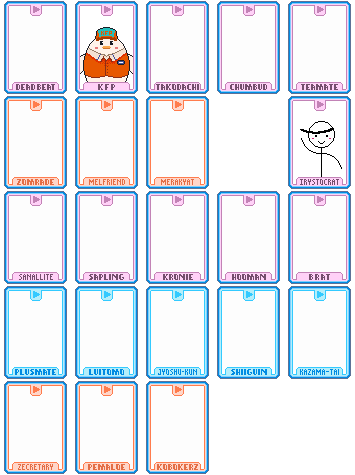 DEADBEAT
KFP
TAKODACHI
CHUMBUD
TEAMATE
ZOMRADE
MELFRIEND
MERAKYAT
IRYSTOCRAT
SANALLITE
SAPLING
KRONIE
HOOMAN
BRAT
PLUSMATE
LUITOMO
JYOSHU-KUN
SHIIGUIN
KAZAMA-TAI
ZECRETARY
PEMALOE
KOBOKERZ